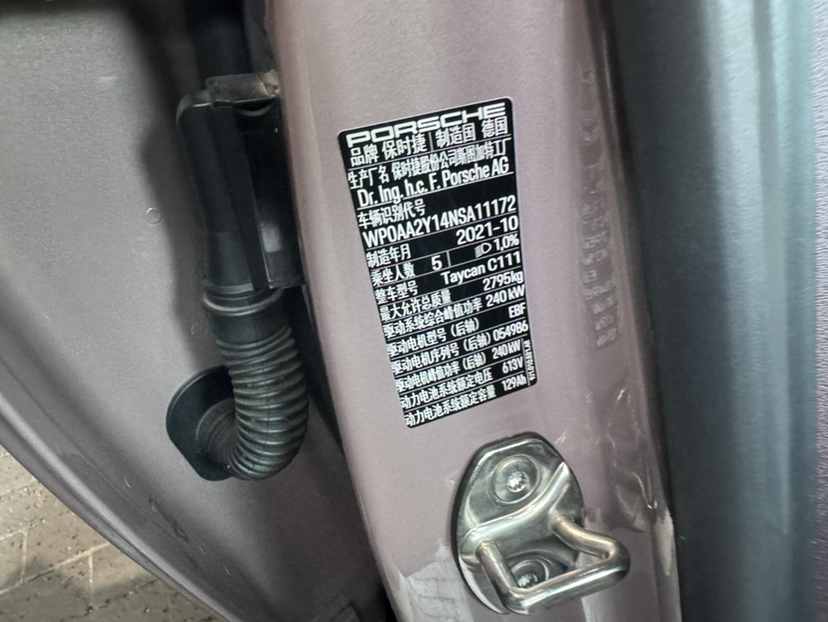 PORSCHE
品牌 保时捷 制造国 德国
生产厂名 保时捷股份公司斯图加特工厂
Dr. Ing. h.c. F. Porsche AG
车辆识别代号
WP0AA2Y14NSA11172
制造年月 2021-10
乘坐人数 5 1,0%
整车型号 Taycan C111
最大允许总质量 2795kg
驱动系统综合峰值功率 240 kW
驱动电机型号（后轴） EBF
驱动电机序列号（后轴） 054986
驱动电机峰值功率（后轴） 240 kW
动力电池系统额定电压 613V
动力电池系统额定容量 129Ah